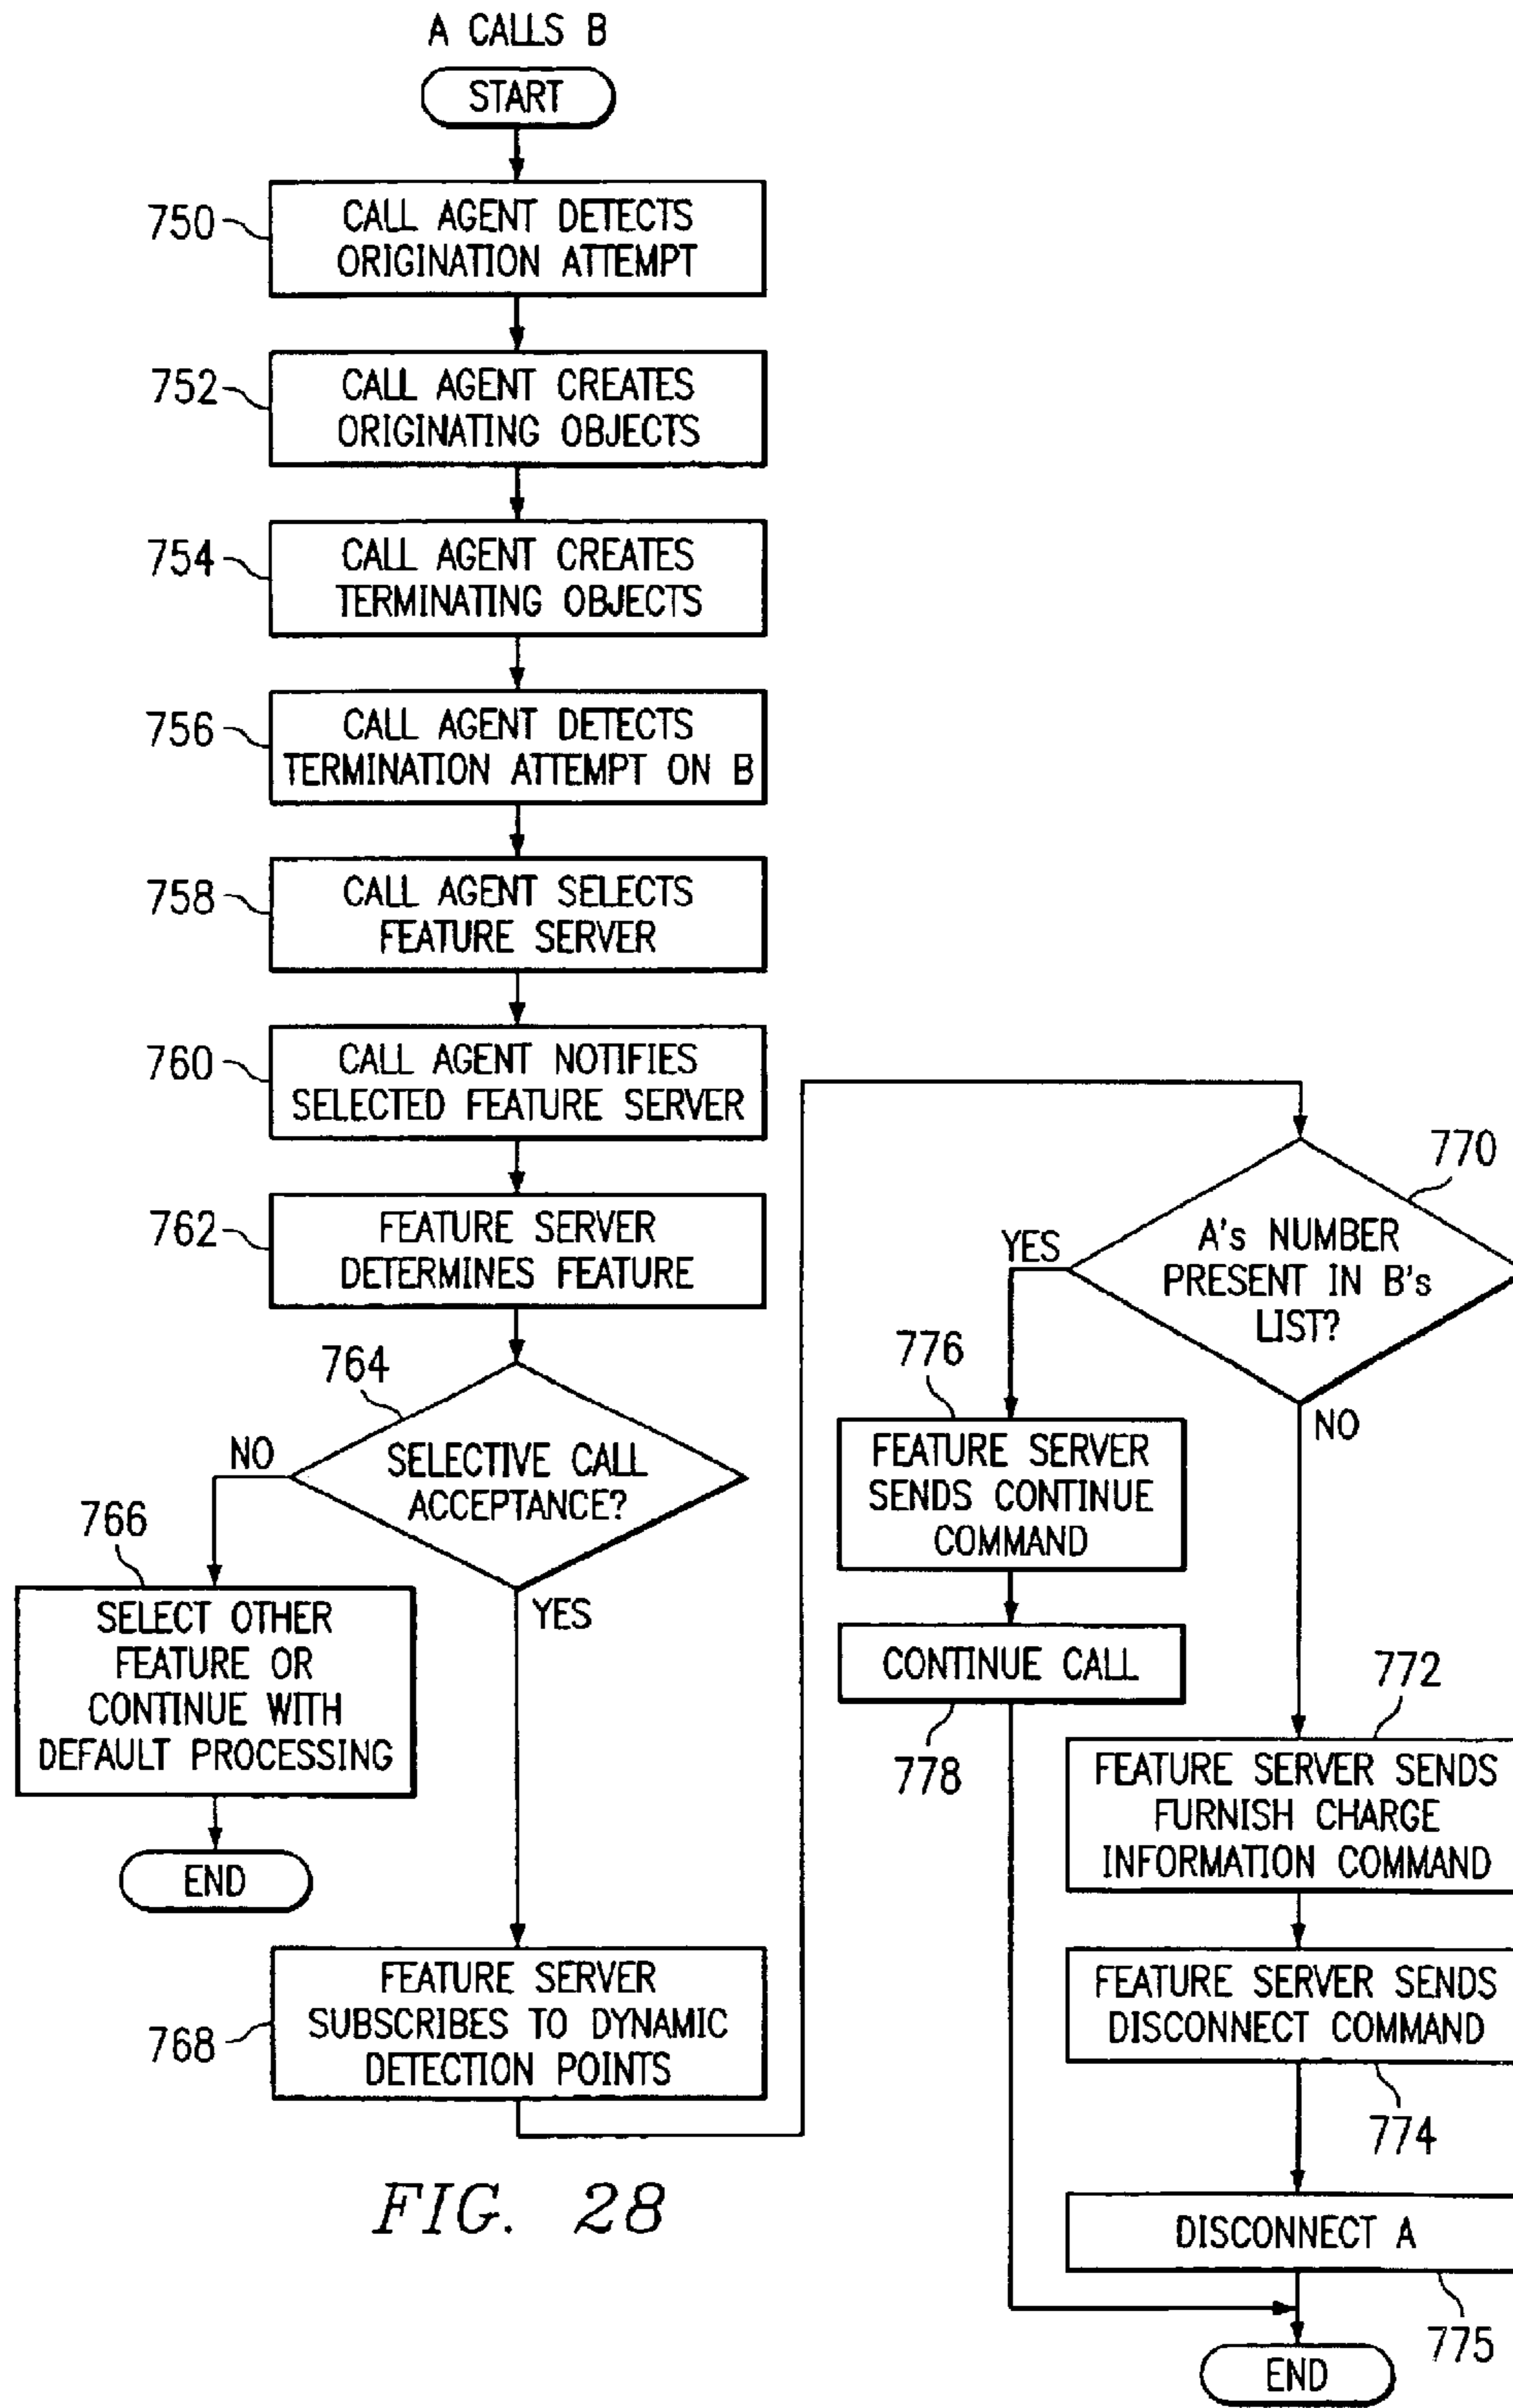 A CALLS B
START
750
CALL AGENT DETECTS
ORIGINATION ATTEMPT
752
CALL AGENT CREATES
ORIGINATING OBJECTS
754
CALL AGENT CREATES
TERMINATING OBJECTS
756
CALL AGENT DETECTS
TERMINATION ATTEMPT ON B
758
CALL AGENT SELECTS
FEATURE SERVER
760
CALL AGENT NOTIFIES
SELECTED FEATURE SERVER
762
FEATURE SERVER
DETERMINES FEATURE
764
SELECTIVE CALL
ACCEPTANCE?
NO
YES
766
SELECT OTHER
FEATURE OR
CONTINUE WITH
DEFAULT PROCESSING
END
768
FEATURE SERVER
SUBSCRIBES TO DYNAMIC
DETECTION POINTS
770
A's NUMBER
PRESENT IN B's
LIST?
YES
NO
776
FEATURE SERVER
SENDS CONTINUE
COMMAND
CONTINUE CALL
778
772
FEATURE SERVER SENDS
FURNISH CHARGE
INFORMATION COMMAND
FEATURE SERVER SENDS
DISCONNECT COMMAND
774
DISCONNECT A
775
END
FIG. 28